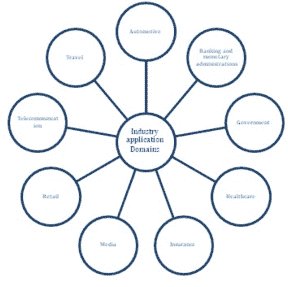 Automotive
Banking and
monetary
administrations
Travel
Telecommunicat
ion
Government
Industry
application
Domains
Retail
Healthcare
Media
Insurance